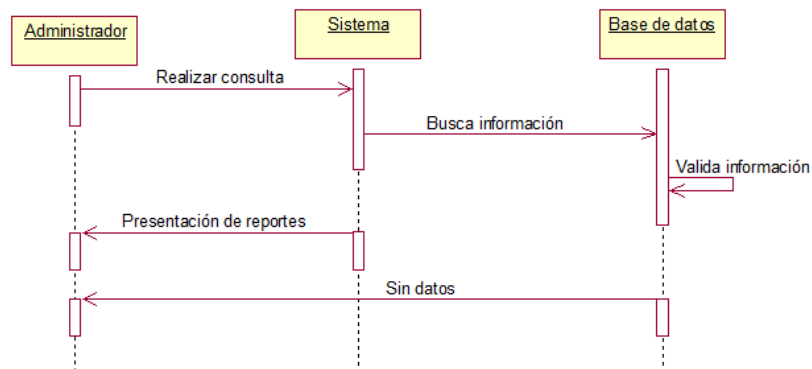 Administrador
Sistema
Base de datos
Realizar consulta
Busca información
Valida información
Presentación de reportes
Sin datos